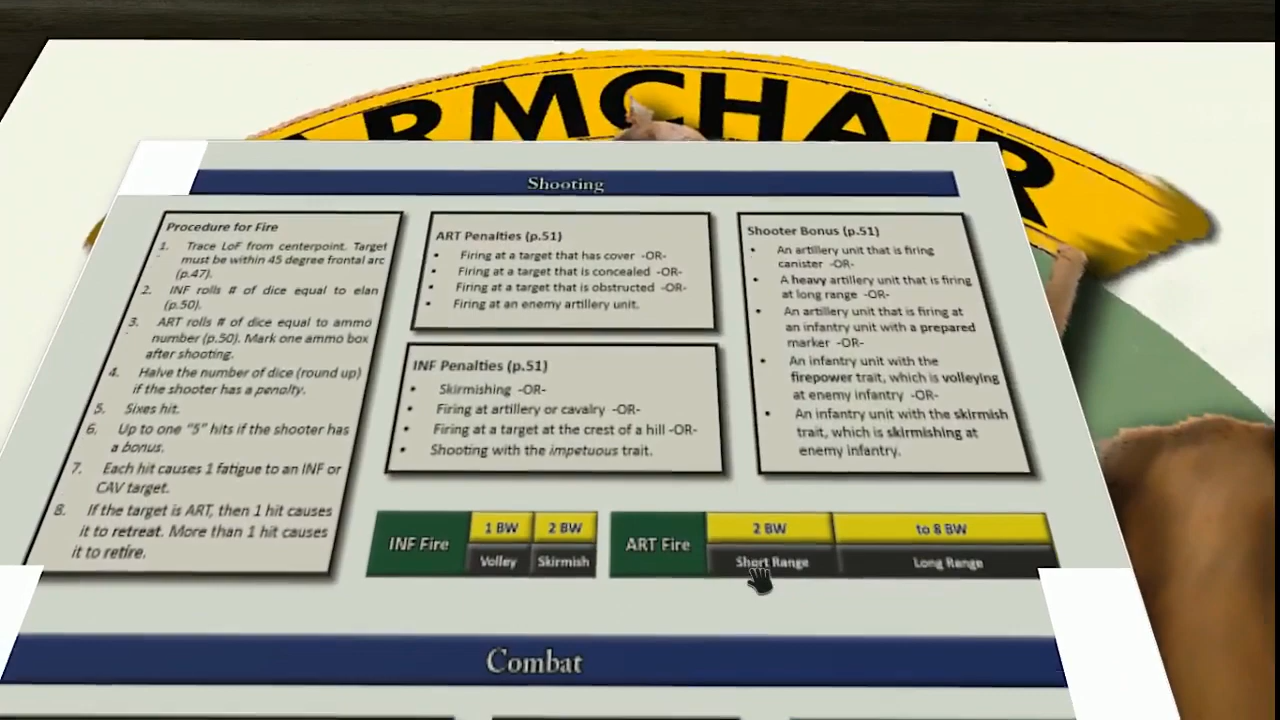 ARMCHAIR
Shooting
Procedure for Fire
1. Trace LoF from centerpoint. Target
must be within 45 degree frontal arc
(p.47).
2. INF rolls # of dice equal to elan
(p.50).
3. ART rolls # of dice equal to ammo
number (p.50). Mark one ammo box
after shooting.
4. Halve the number of dice (round up)
if the shooter has a penalty.
5. Sixes hit.
6. Up to one "5" hits if the shooter has
a bonus.
7. Each hit causes 1 fatigue to an INF or
CAV target.
8. If the target is ART, then 1 hit causes
it to retreat. More than 1 hit causes
it to retire.
ART Penalties (p.51)
• Firing at a target that has cover -OR-
• Firing at a target that is concealed -OR-
• Firing at a target that is obstructed -OR-
• Firing at an enemy artillery unit.
INF Penalties (p.51)
• Skirmishing -OR-
• Firing at artillery or cavalry -OR-
• Firing at a target at the crest of a hill -OR-
• Shooting with the impetuous trait.
Shooter Bonus (p.51)
• An artillery unit that is firing
canister -OR-
• A heavy artillery unit that is firing
at long range -OR-
• An artillery unit that is firing at
an infantry unit with a prepared
marker -OR-
• An infantry unit with the
firepower trait, which is volleying
at enemy infantry -OR-
• An infantry unit with the skirmish
trait, which is skirmishing at
enemy infantry.
INF Fire
1 BW
2 BW
Volley
Skirmish
ART Fire
2 BW
to 8 BW
Short Range
Long Range
Combat